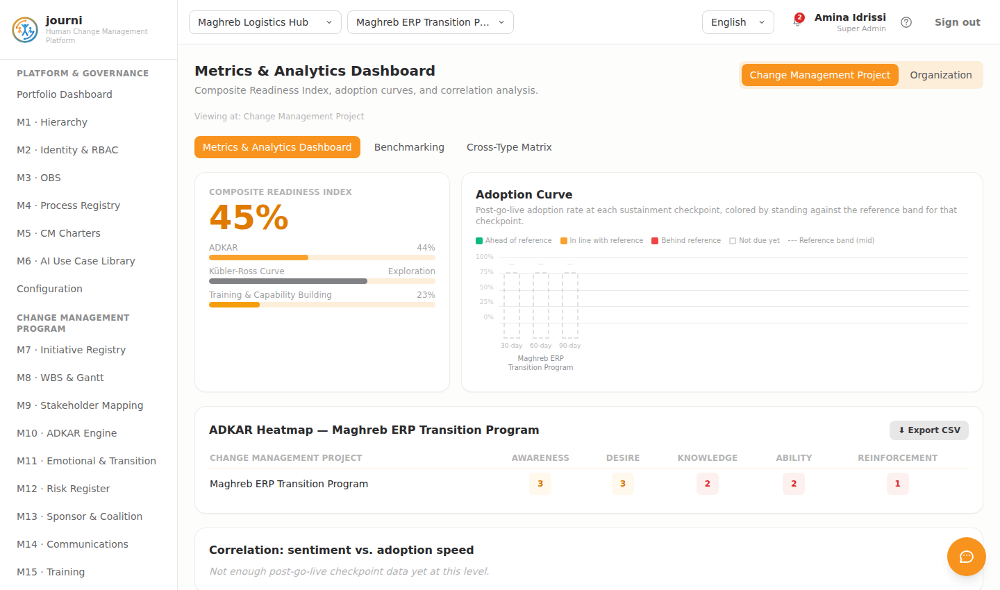 journi
Human Change Management
Platform
PLATFORM & GOVERNANCE
Portfolio Dashboard
M1 · Hierarchy
M2 · Identity & RBAC
M3 · OBS
M4 · Process Registry
M5 · CM Charters
M6 · AI Use Case Library
Configuration
CHANGE MANAGEMENT
PROGRAM
M7 · Initiative Registry
M8 · WBS & Gantt
M9 · Stakeholder Mapping
M10 · ADKAR Engine
M11 · Emotional & Transition
M12 · Risk Register
M13 · Sponsor & Coalition
M14 · Communications
M15 · Training
Maghreb Logistics Hub
Maghreb ERP Transition P...
English
2
Amina Idrissi
Super Admin
Sign out
Metrics & Analytics Dashboard
Composite Readiness Index, adoption curves, and correlation analysis.
Change Management Project
Organization
Viewing at: Change Management Project
Metrics & Analytics Dashboard
Benchmarking
Cross-Type Matrix
COMPOSITE READINESS INDEX
45%
ADKAR 44%
Kübler-Ross Curve Exploration
Training & Capability Building 23%
Adoption Curve
Post-go-live adoption rate at each sustainment checkpoint, colored by standing against the reference band for that
checkpoint.
Ahead of reference In line with reference Behind reference Not due yet --- Reference band (mid)
100%
75%
50%
25%
0%
— — —
30-day 60-day 90-day
Maghreb ERP
Transition Program
ADKAR Heatmap — Maghreb ERP Transition Program
⬇ Export CSV
CHANGE MANAGEMENT PROJECT AWARENESS DESIRE KNOWLEDGE ABILITY REINFORCEMENT
Maghreb ERP Transition Program 3 3 2 2 1
Correlation: sentiment vs. adoption speed
Not enough post-go-live checkpoint data yet at this level.